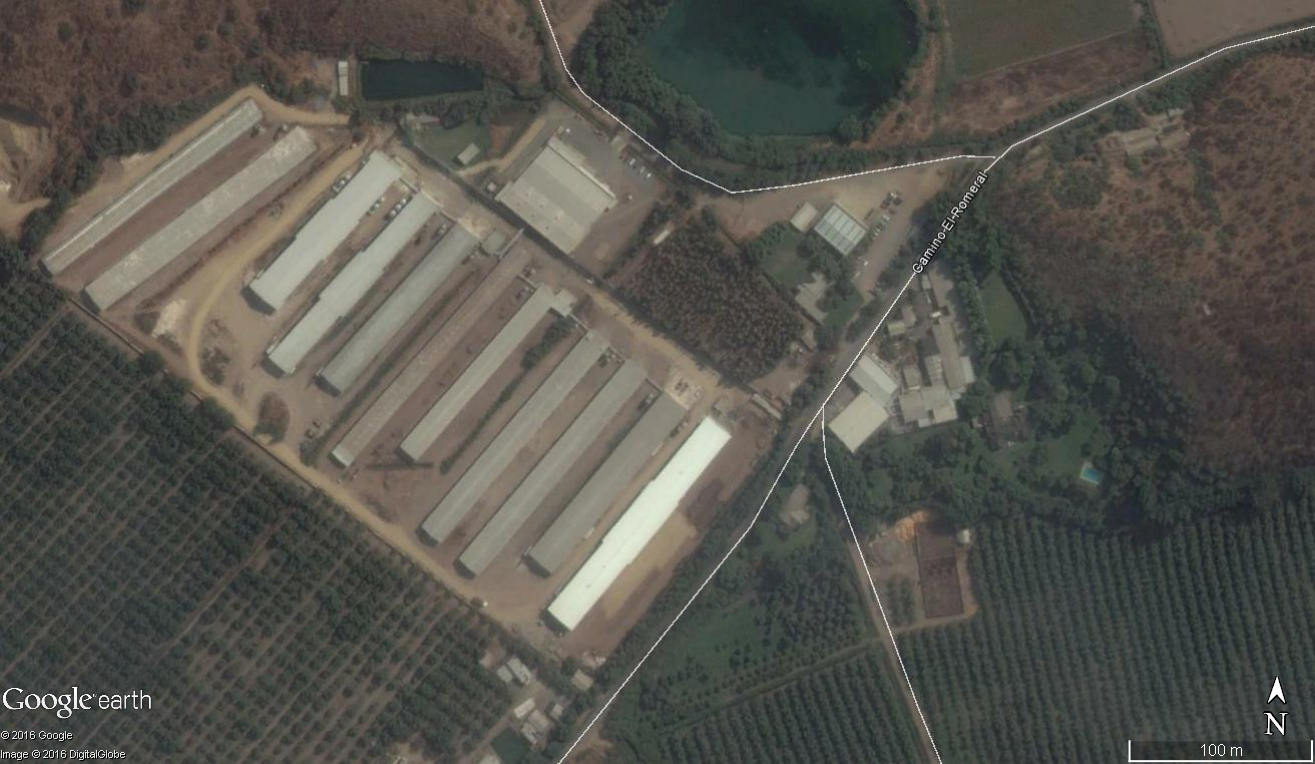 Camino-El-Romeral
Google earth
© 2016 Google
Image © 2016 DigitalGlobe
N
100 m